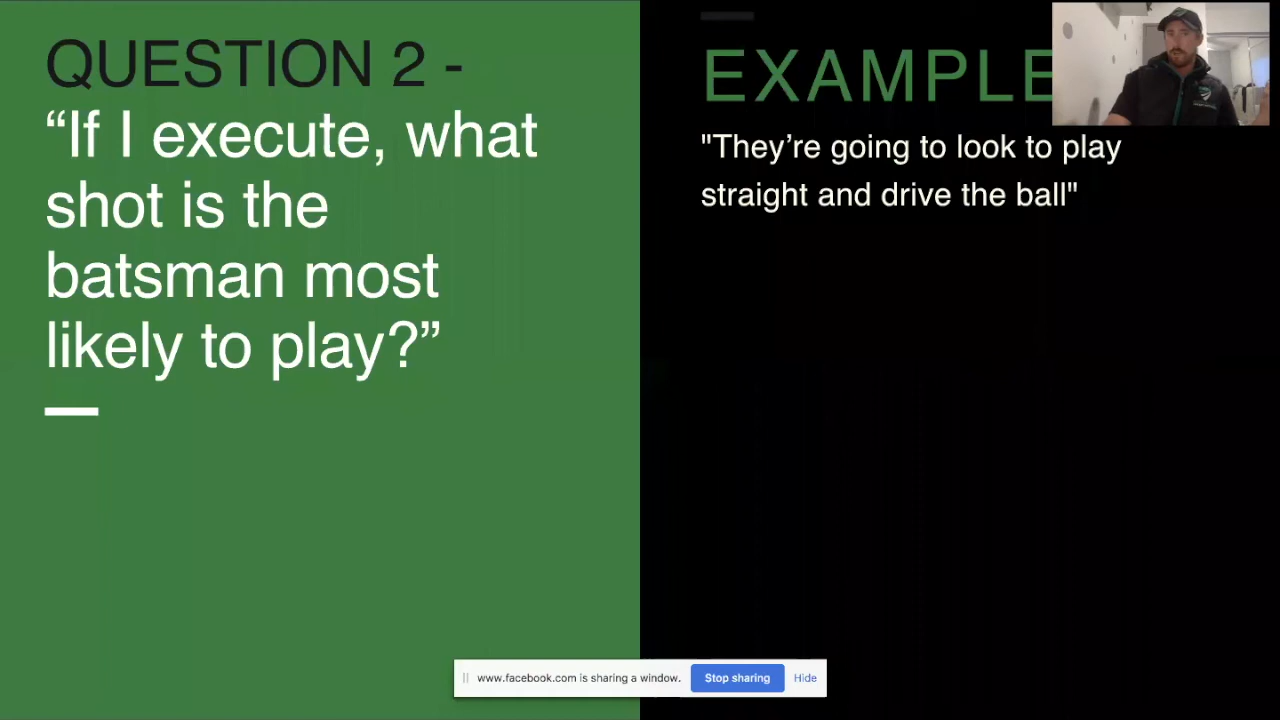 QUESTION 2 -
“If I execute, what
shot is the
batsman most
likely to play?”
EXAMPLE
"They’re going to look to play
straight and drive the ball"
www.facebook.com is sharing a window.
Stop sharing
Hide